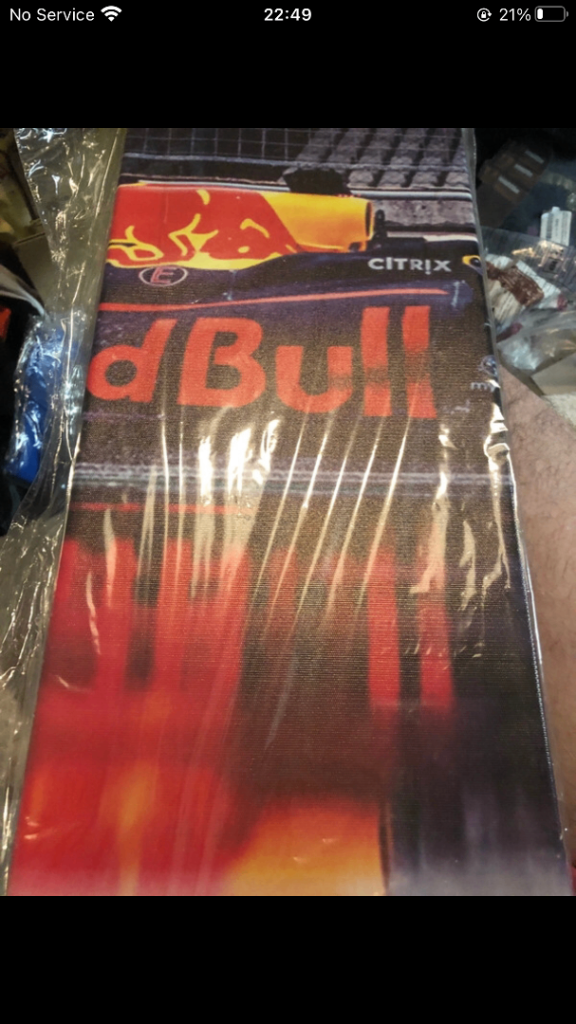 No Service 22:49 21%
E
CITRIX
dBull
m